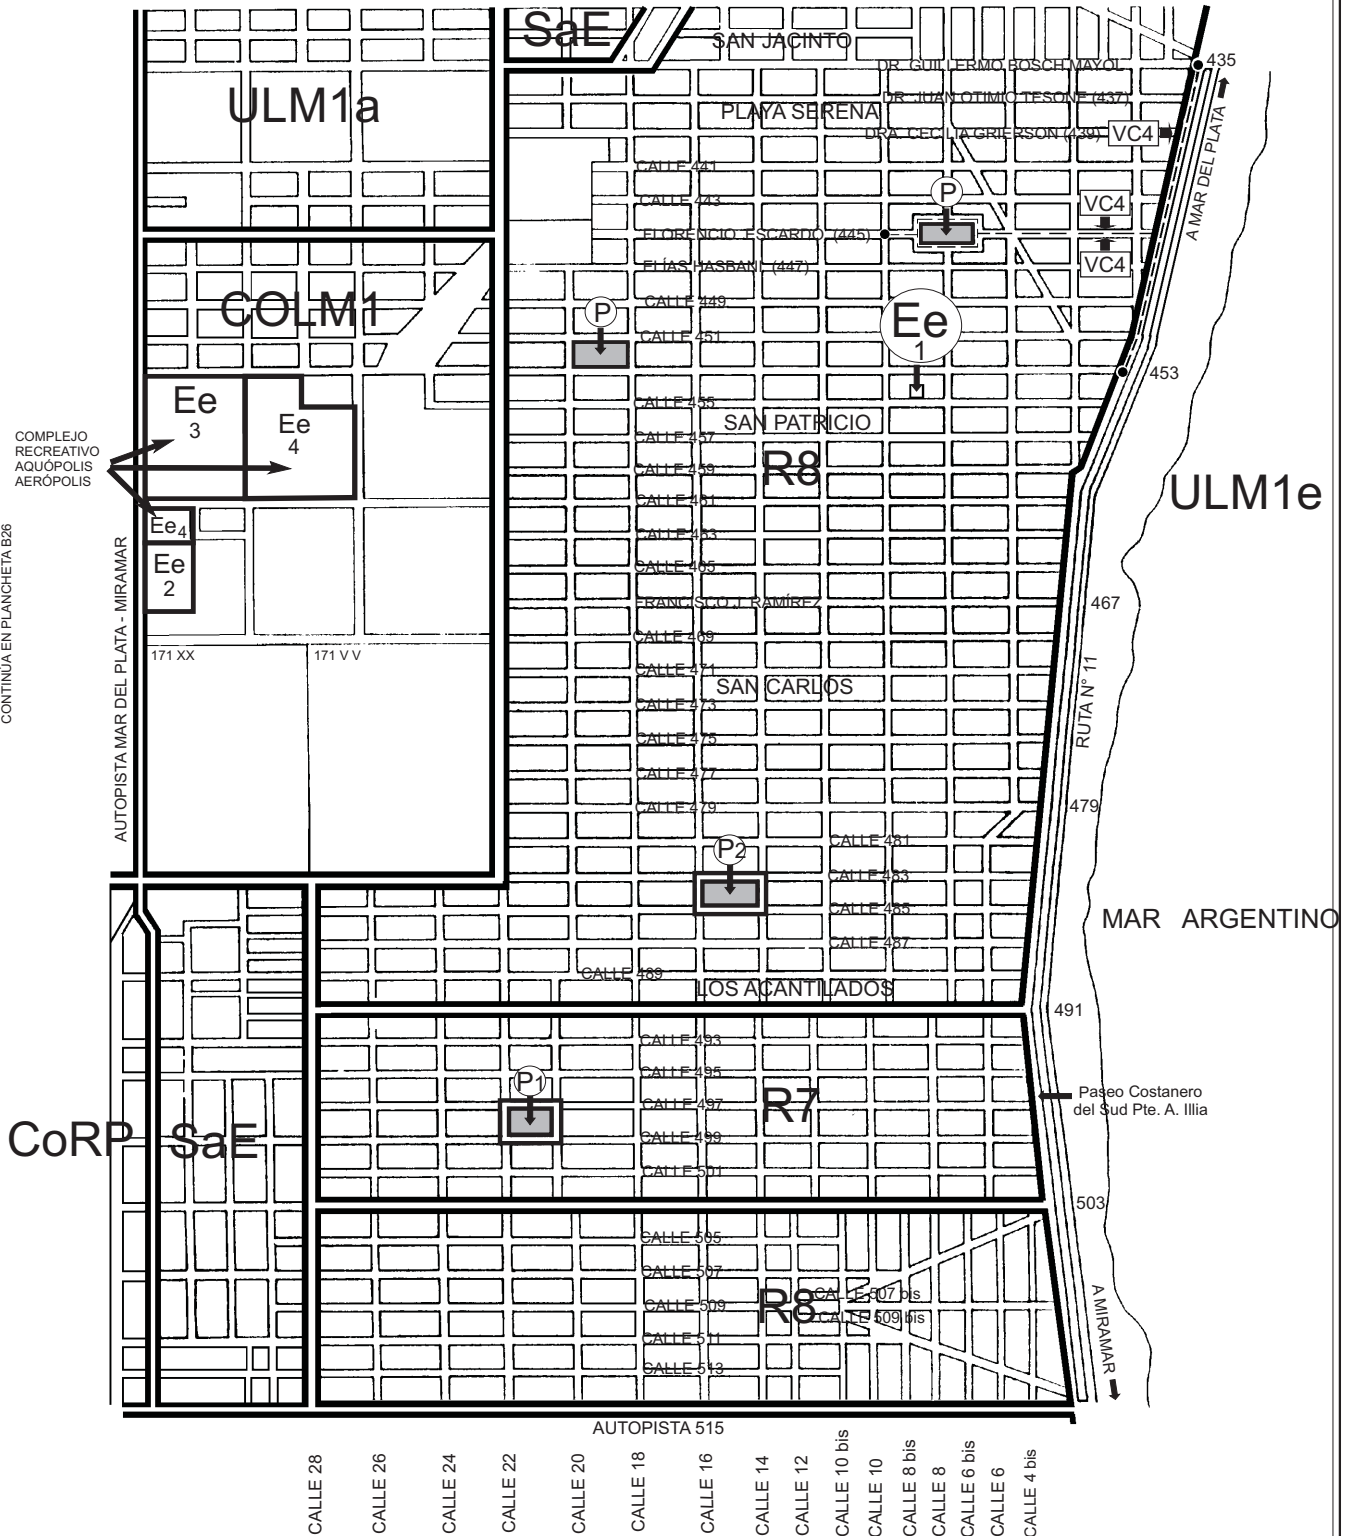 SaE
SAN JACINTO
DR. GUILLERMO BOSCH MAYOL
435
ULM1a
DR. JUAN OTIMIO TESONE (437)
PLAYA SERENA
DRA. CECILIA GRIERSON (439)
VC4
A MAR DEL PLATA
CALLE 441
P
CALLE 443
VC4
FLORENCIO ESCARDO (445)
VC4
ELÍAS HASBANI (447)
COLM1
CALLE 449
P
Ee
1
CALLE 451
453
Ee
3
Ee
4
CALLE 455
SAN PATRICIO
COMPLEJO
RECREATIVO
AQUÓPOLIS
AERÓPOLIS
CALLE 457
R8
CALLE 459
ULM1e
CALLE 461
Ee4
CALLE 463
Ee
2
CALLE 465
CONTINÚA EN PLANCHETA B26
AUTOPISTA MAR DEL PLATA - MIRAMAR
FRANCISCO J. RAMÍREZ
467
CALLE 469
171 XX
171 V V
CALLE 471
SAN CARLOS
RUTA N° 11
CALLE 473
CALLE 475
CALLE 477
CALLE 479
479
CALLE 481
P2
CALLE 483
CALLE 485
MAR ARGENTINO
CALLE 487
CALLE 489
LOS ACANTILADOS
491
CALLE 493
CALLE 495
P1
R7
Paseo Costanero
del Sud Pte. A. Illia
CALLE 497
CoRP
SaE
CALLE 499
CALLE 501
503
CALLE 505
CALLE 507
R8
CALLE 507 bis
CALLE 509
CALLE 509 bis
A MIRAMAR
CALLE 511
CALLE 513
AUTOPISTA 515
CALLE 28
CALLE 26
CALLE 24
CALLE 22
CALLE 20
CALLE 18
CALLE 16
CALLE 14
CALLE 12
CALLE 10 bis
CALLE 10
CALLE 8 bis
CALLE 8
CALLE 6 bis
CALLE 6
CALLE 4 bis